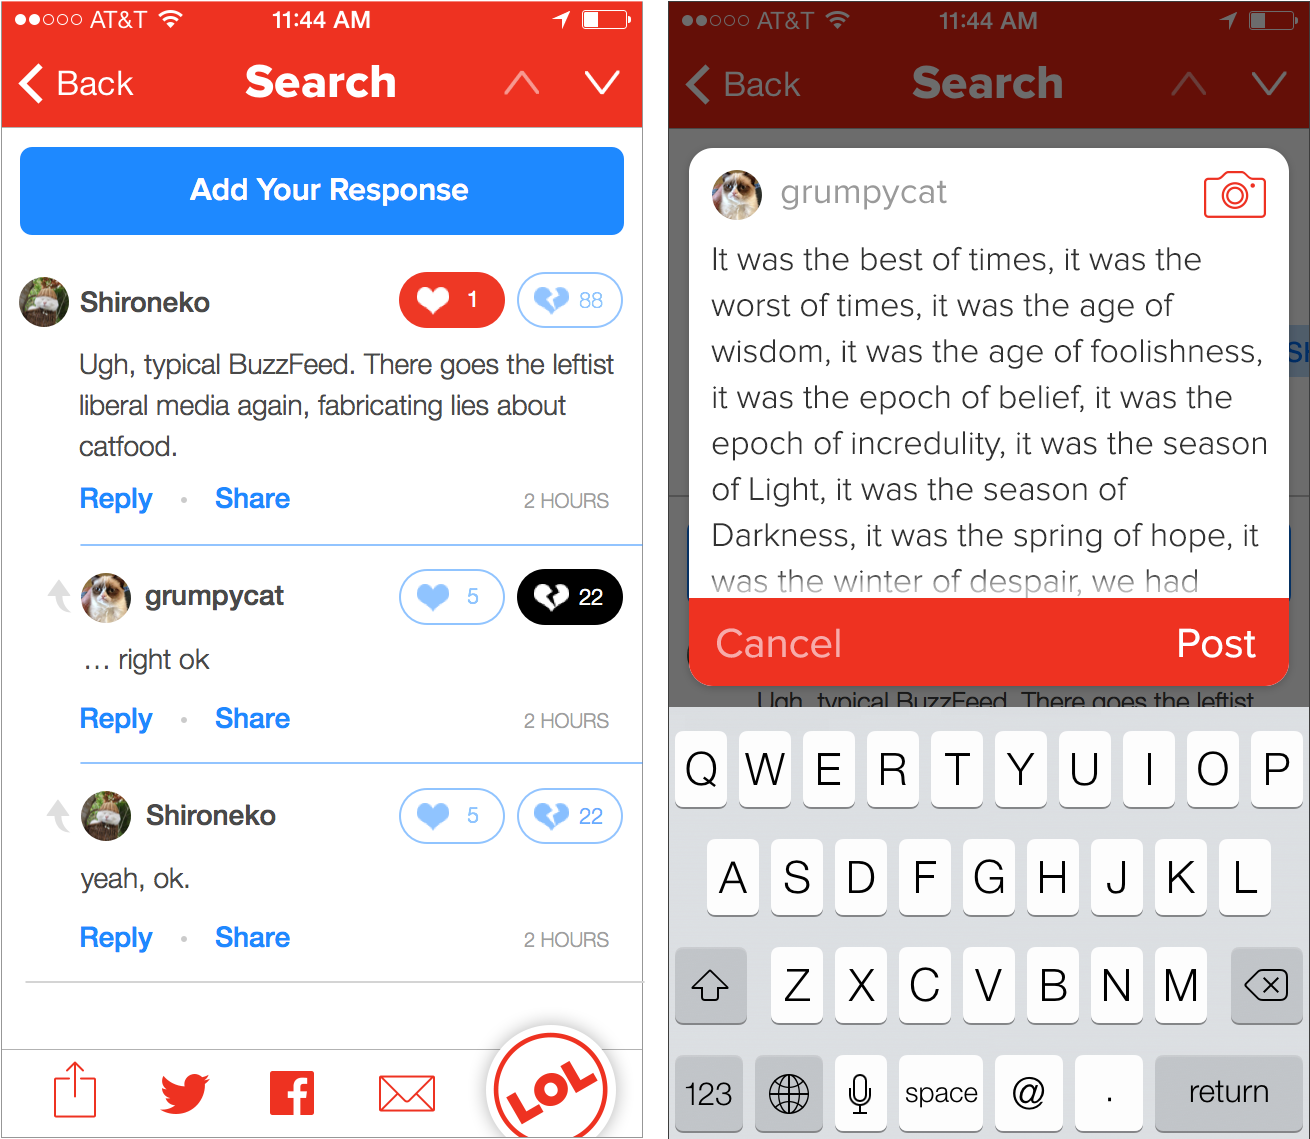 AT&T 11:44 AM
Back Search
Add Your Response
Shironeko 1 88
Ugh, typical BuzzFeed. There goes the leftist
liberal media again, fabricating lies about
catfood.
Reply • Share 2 HOURS
grumpycat 5 22
... right ok
Reply • Share 2 HOURS
Shironeko 5 22
yeah, ok.
Reply • Share 2 HOURS
LOL
AT&T 11:44 AM
Back Search
grumpycat
It was the best of times, it was the
worst of times, it was the age of
wisdom, it was the age of foolishness,
it was the epoch of belief, it was the
epoch of incredulity, it was the season
of Light, it was the season of
Darkness, it was the spring of hope, it
was the winter of despair, we had
Cancel Post
Ugh, typical BuzzFeed. There goes the leftist
Q W E R T Y U I O P
A S D F G H J K L
Z X C V B N M
123 space @ . return